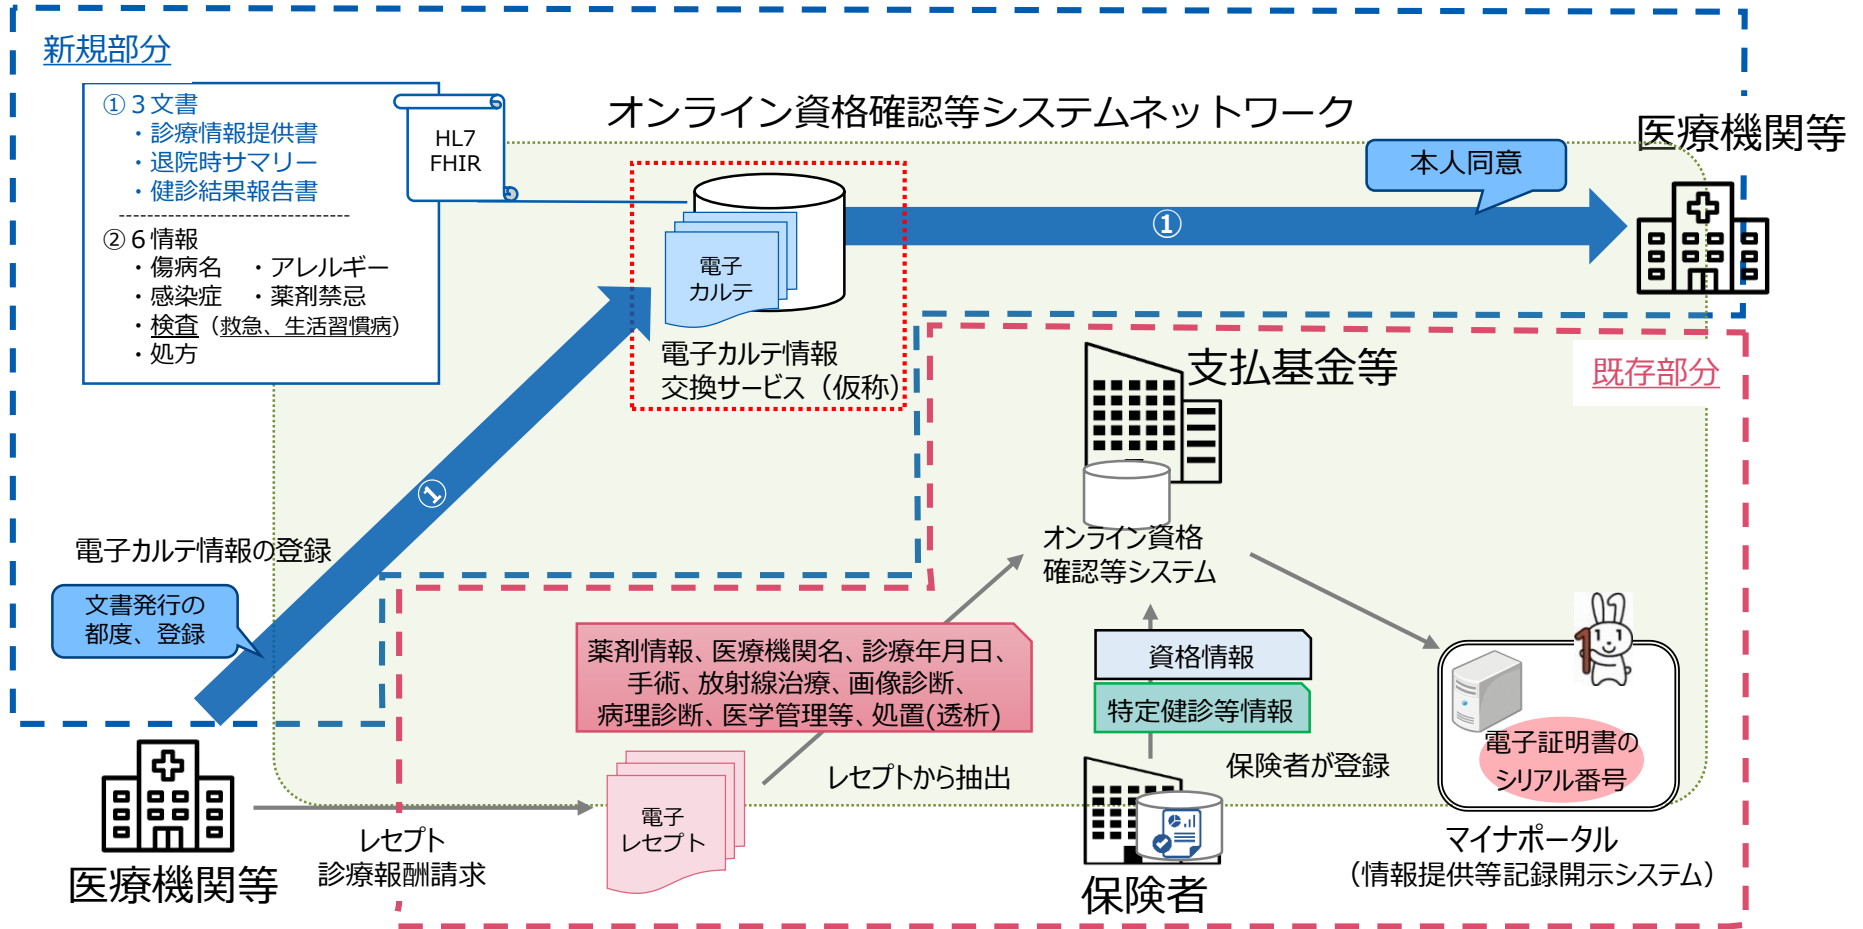 新規部分
①３文書
・診療情報提供書
・退院時サマリー
・健診結果報告書
②６情報
・傷病名　・アレルギー
・感染症　・薬剤禁忌
・検査（救急、生活習慣病）
・処方
HL7
FHIR
オンライン資格確認等システムネットワーク
医療機関等
本人同意
①
電子
カルテ
電子カルテ情報
交換サービス（仮称）
支払基金等
既存部分
①
電子カルテ情報の登録
文書発行の
都度、登録
オンライン資格
確認等システム
薬剤情報、医療機関名、診療年月日、
手術、放射線治療、画像診断、
病理診断、医学管理等、処置(透析)
資格情報
特定健診等情報
1
電子証明書の
シリアル番号
レセプトから抽出
保険者が登録
電子
レセプト
レセプト
診療報酬請求
医療機関等
保険者
マイナポータル
（情報提供等記録開示システム）